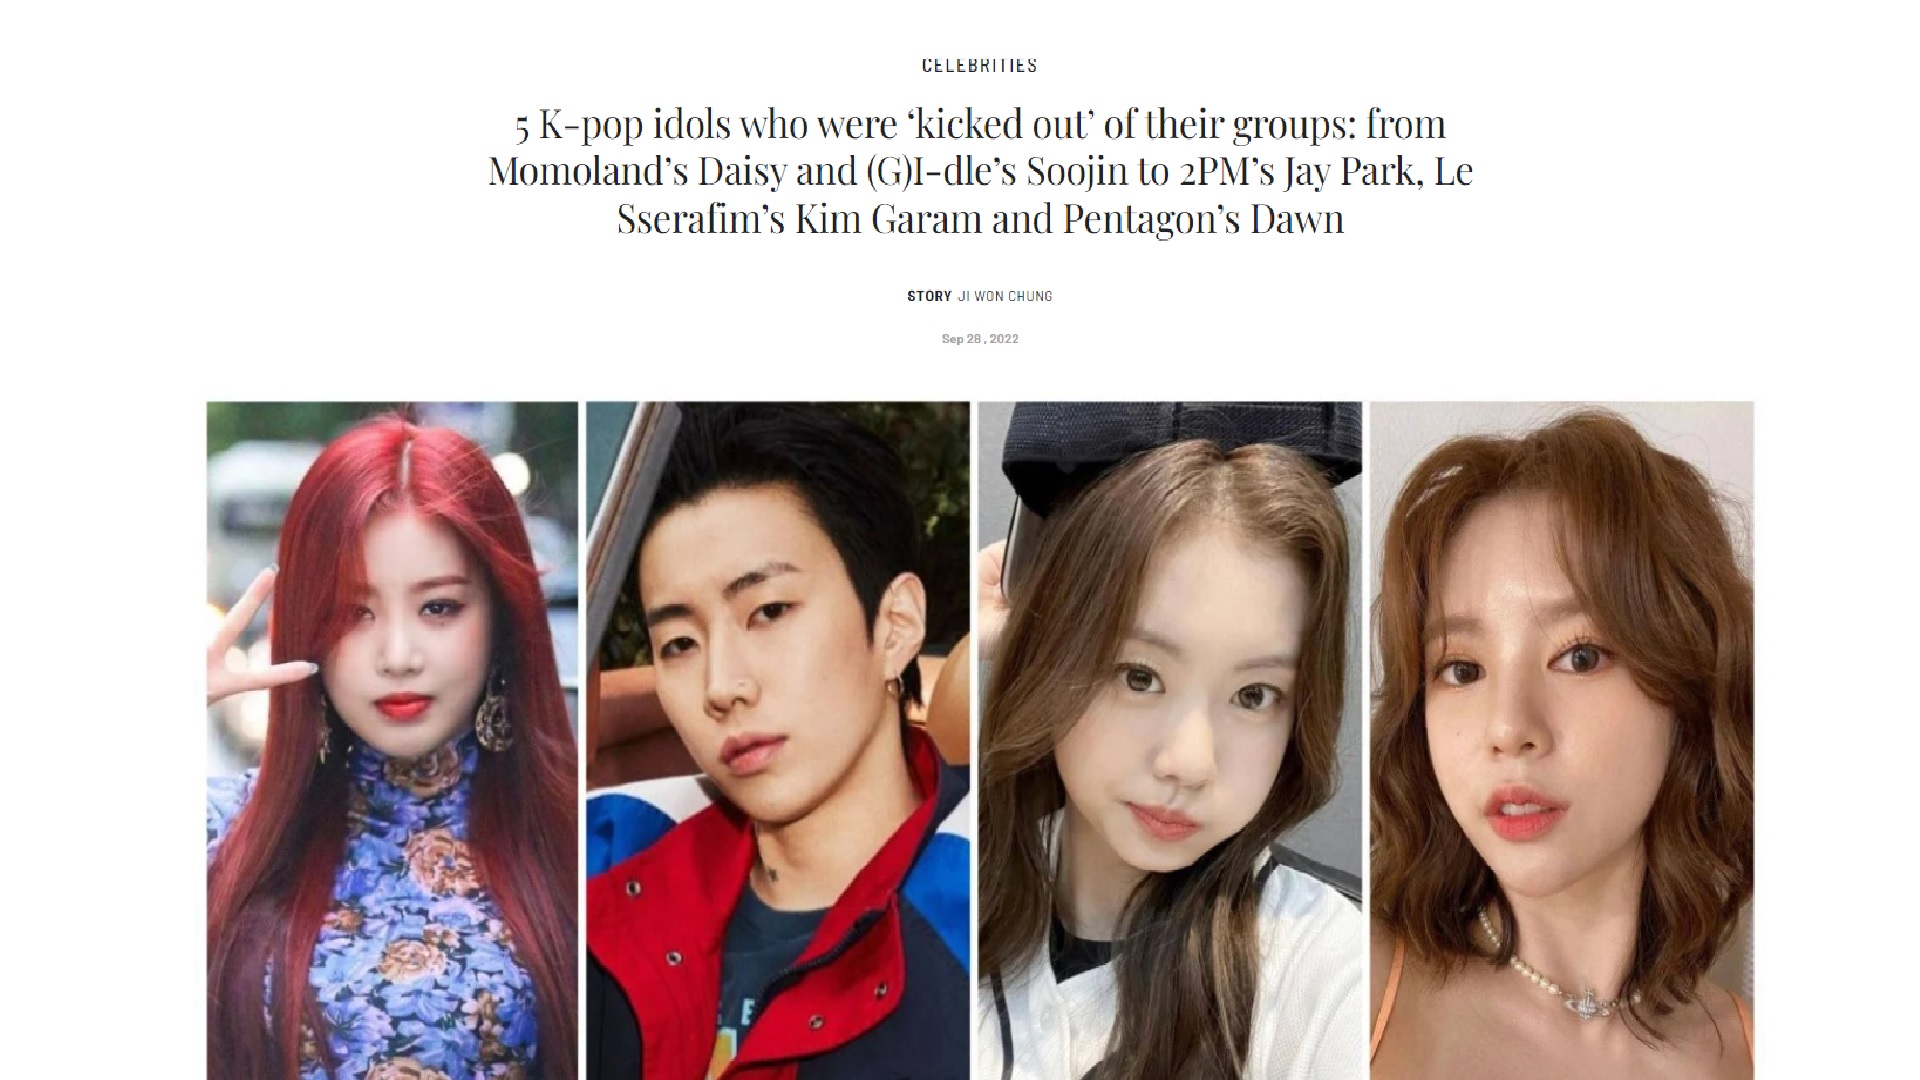 CELEBRITIES
5 K-pop idols who were ‘kicked out’ of their groups: from
Momoland’s Daisy and (G)I-dle’s Soojin to 2PM’s Jay Park, Le
Sserafim’s Kim Garam and Pentagon’s Dawn
STORY JI WON CHUNG
Sep 28, 2022